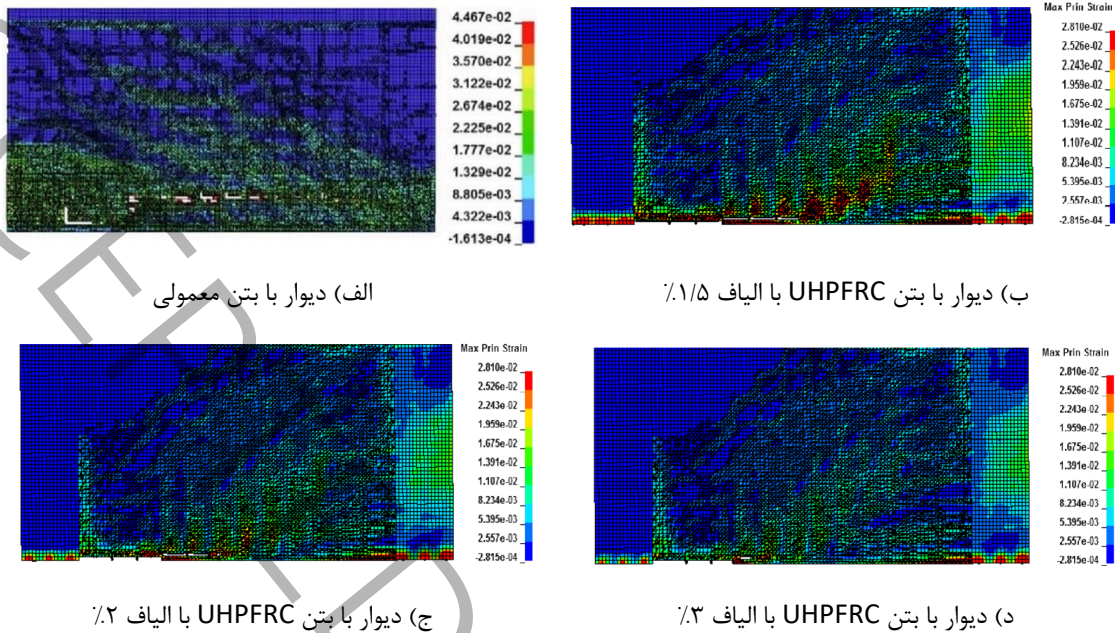 4.467e-02
4.019e-02
3.570e-02
3.122e-02
2.674e-02
2.225e-02
1.777e-02
1.329e-02
8.805e-03
4.322e-03
-1.613e-04
Max Prin Strain
2.810e-02
2.526e-02
2.243e-02
1.959e-02
1.675e-02
1.391e-02
1.107e-02
8.234e-03
5.395e-03
2.557e-03
-2.815e-04
الف) دیوار با بتن معمولی
ب) دیوار با بتن UHPFRC با الیاف ۱/۵٪
Max Prin Strain
2.810e-02
2.526e-02
2.243e-02
1.959e-02
1.675e-02
1.391e-02
1.107e-02
8.234e-03
5.395e-03
2.557e-03
-2.815e-04
Max Prin Strain
2.810e-02
2.526e-02
2.243e-02
1.959e-02
1.675e-02
1.391e-02
1.107e-02
8.234e-03
5.395e-03
2.557e-03
-2.815e-04
ج) دیوار با بتن UHPFRC با الیاف ۲٪
د) دیوار با بتن UHPFRC با الیاف ۳٪